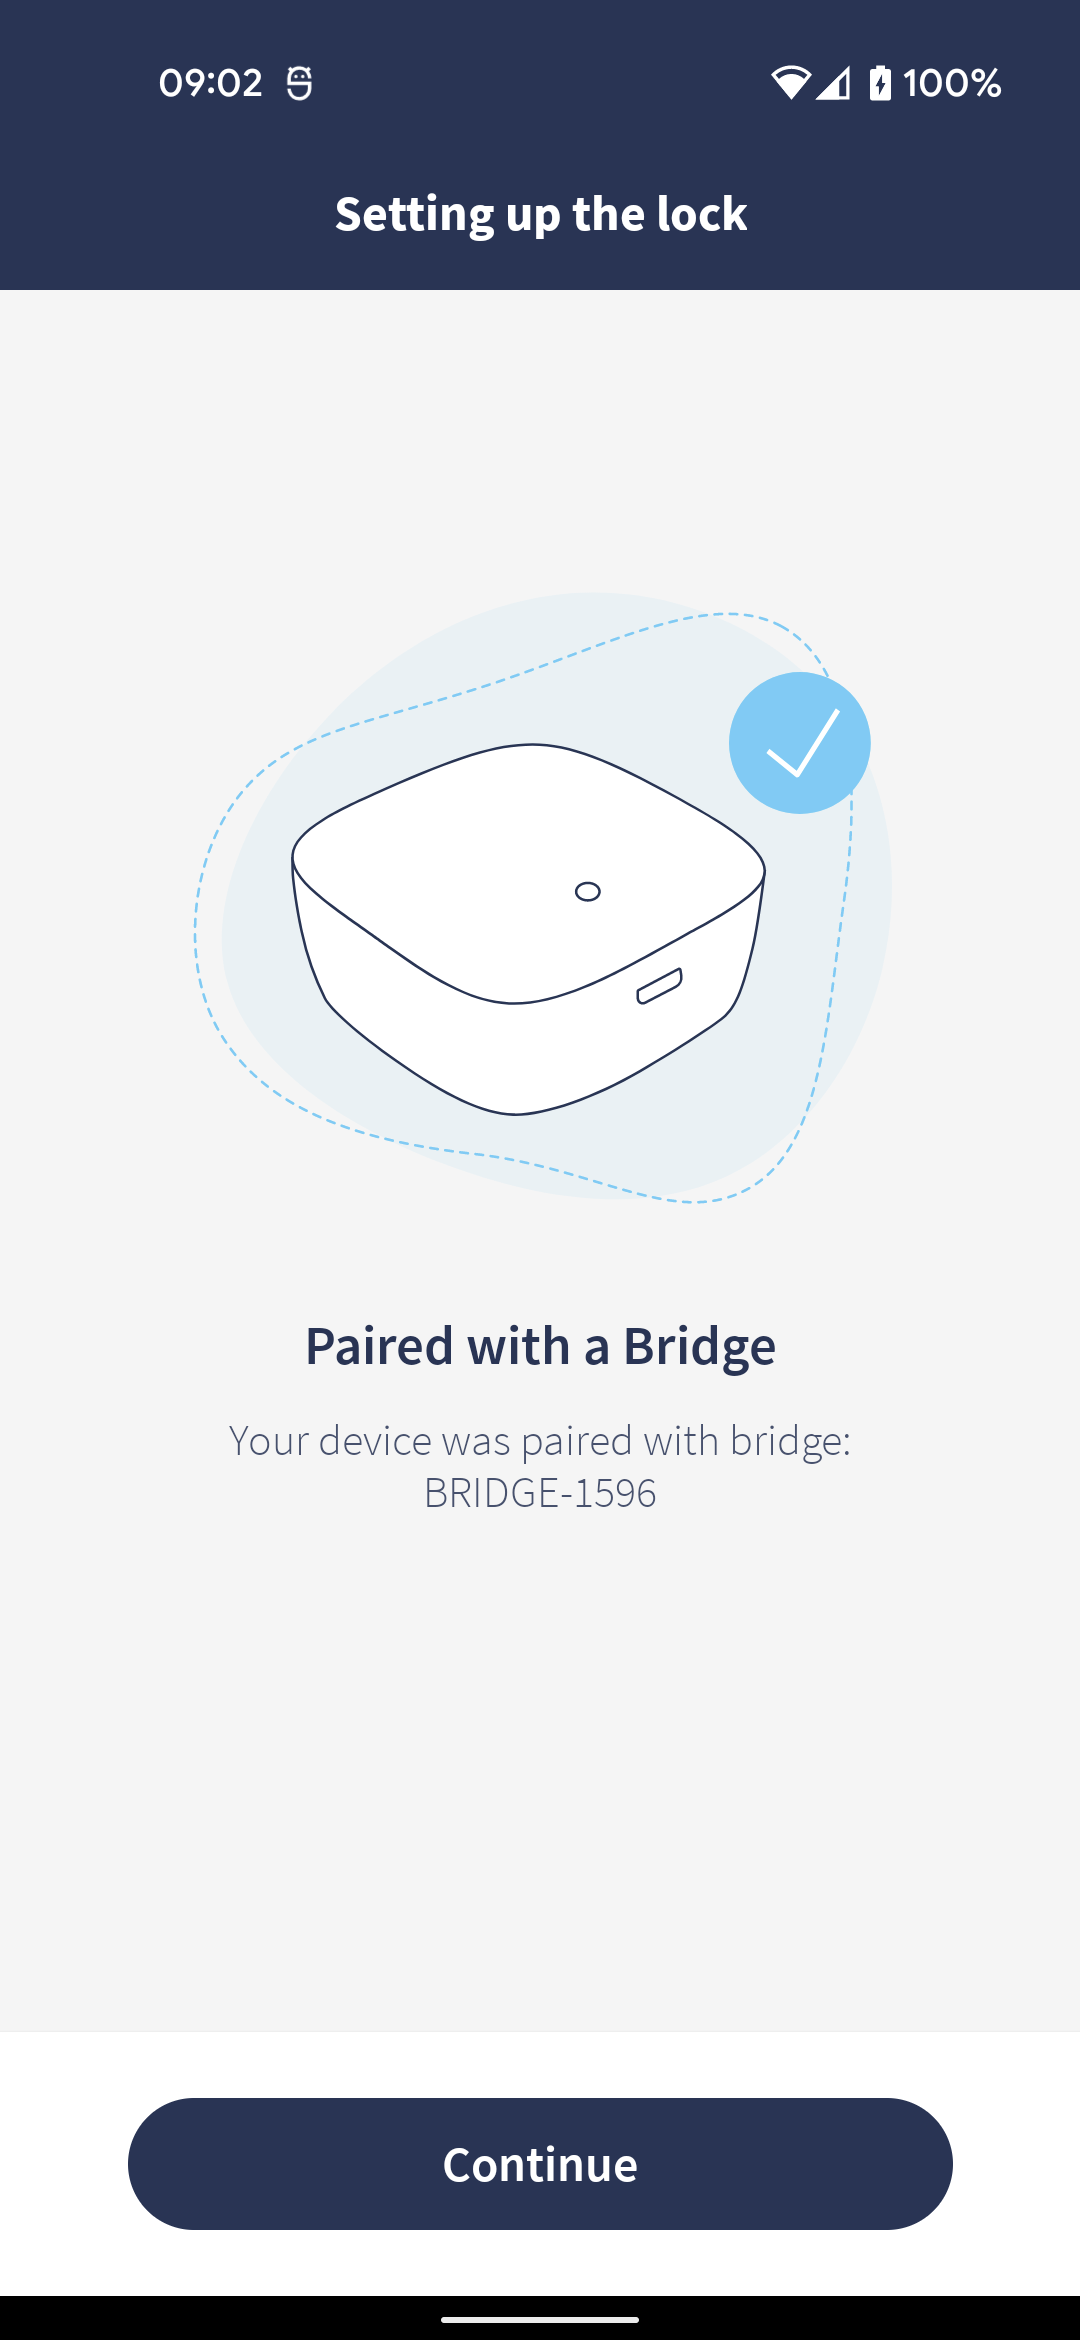 09:02
100%
Setting up the lock
Paired with a Bridge
Your device was paired with bridge:
BRIDGE-1596
Continue